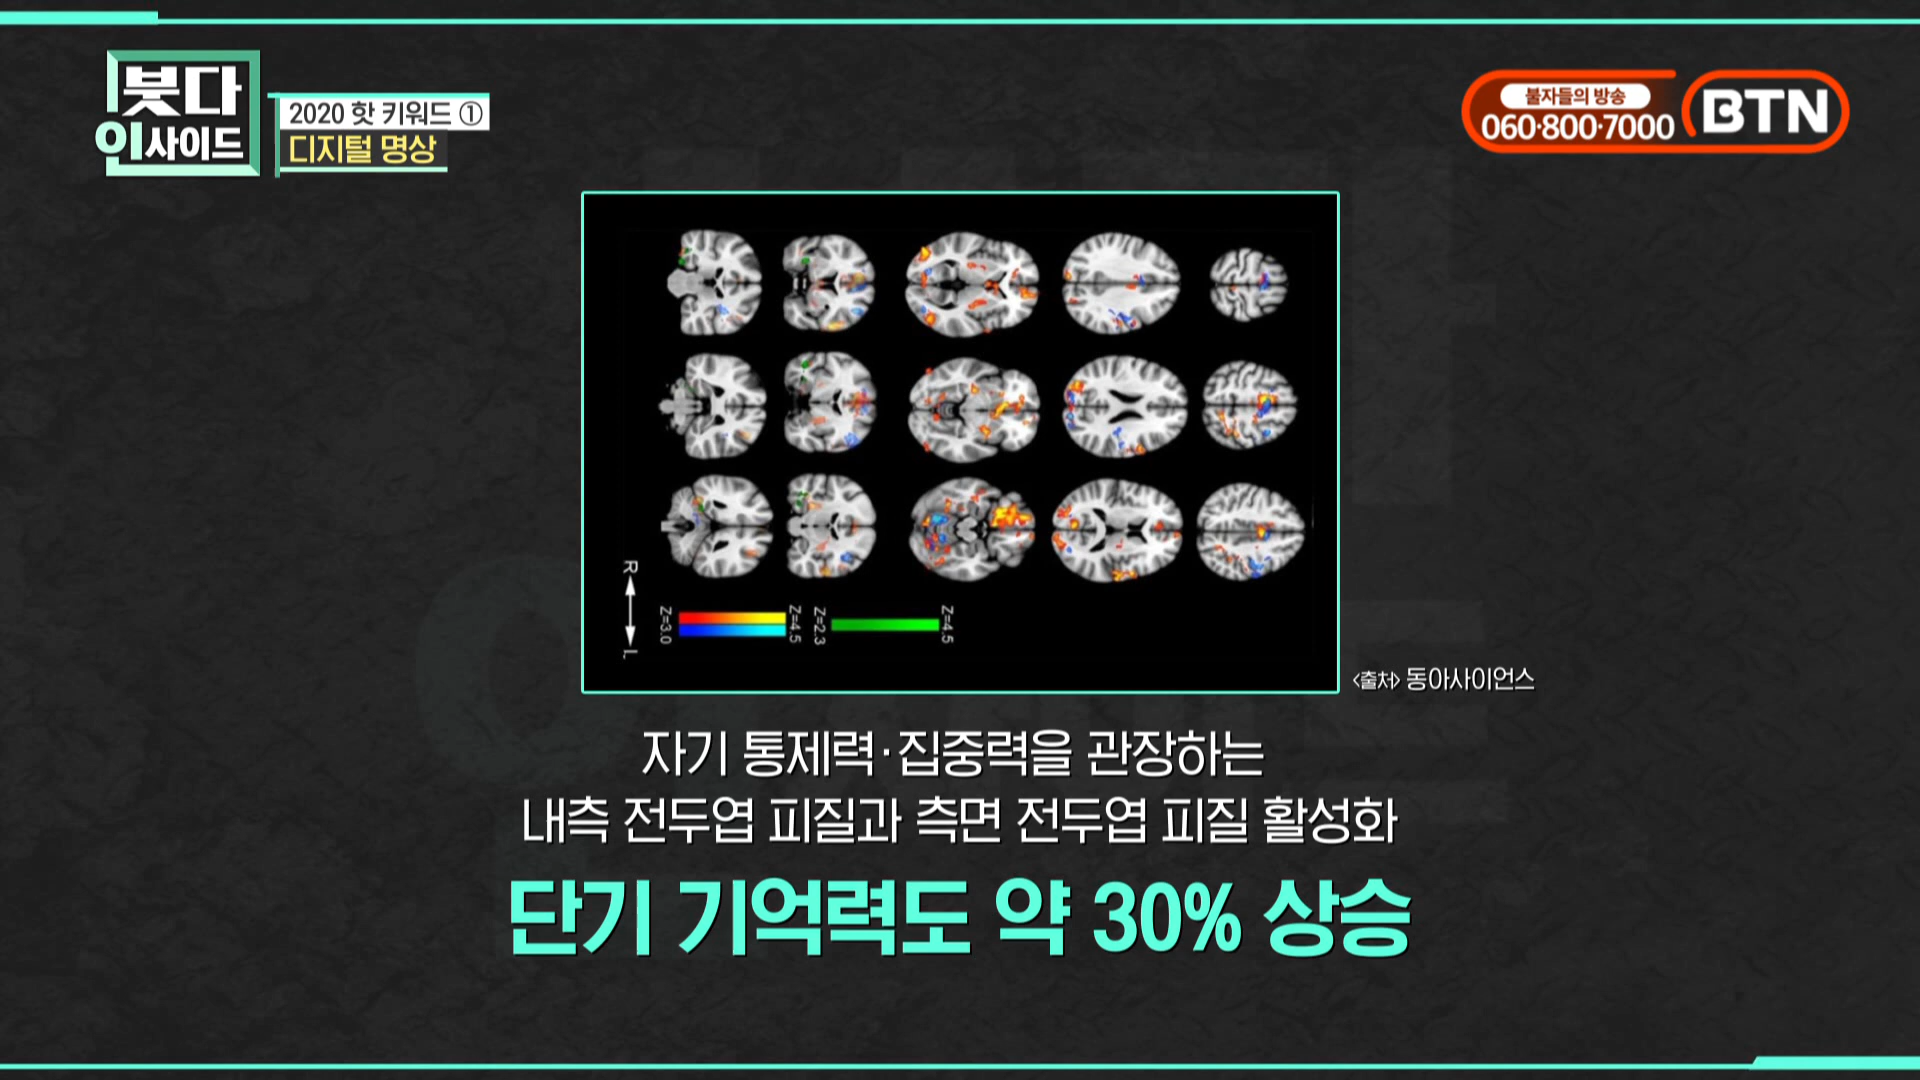 붓다
인사이드
2020 핫 키워드 ①
디지털 명상
불자들의 방송
060·800·7000
BTN
R
L
Z=3.0
Z=4.5
Z=2.3
Z=4.5
<출처> 동아사이언스
자기 통제력·집중력을 관장하는
내측 전두엽 피질과 측면 전두엽 피질 활성화
단기 기억력도 약 30% 상승